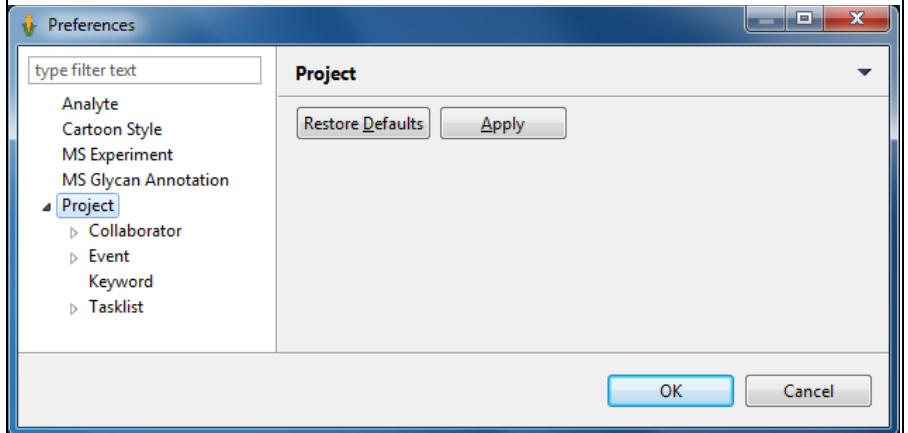 Preferences
type filter text
Project
Analyte
Cartoon Style
MS Experiment
MS Glycan Annotation
Project
Collaborator
Event
Keyword
Tasklist
Restore Defaults
Apply
OK
Cancel